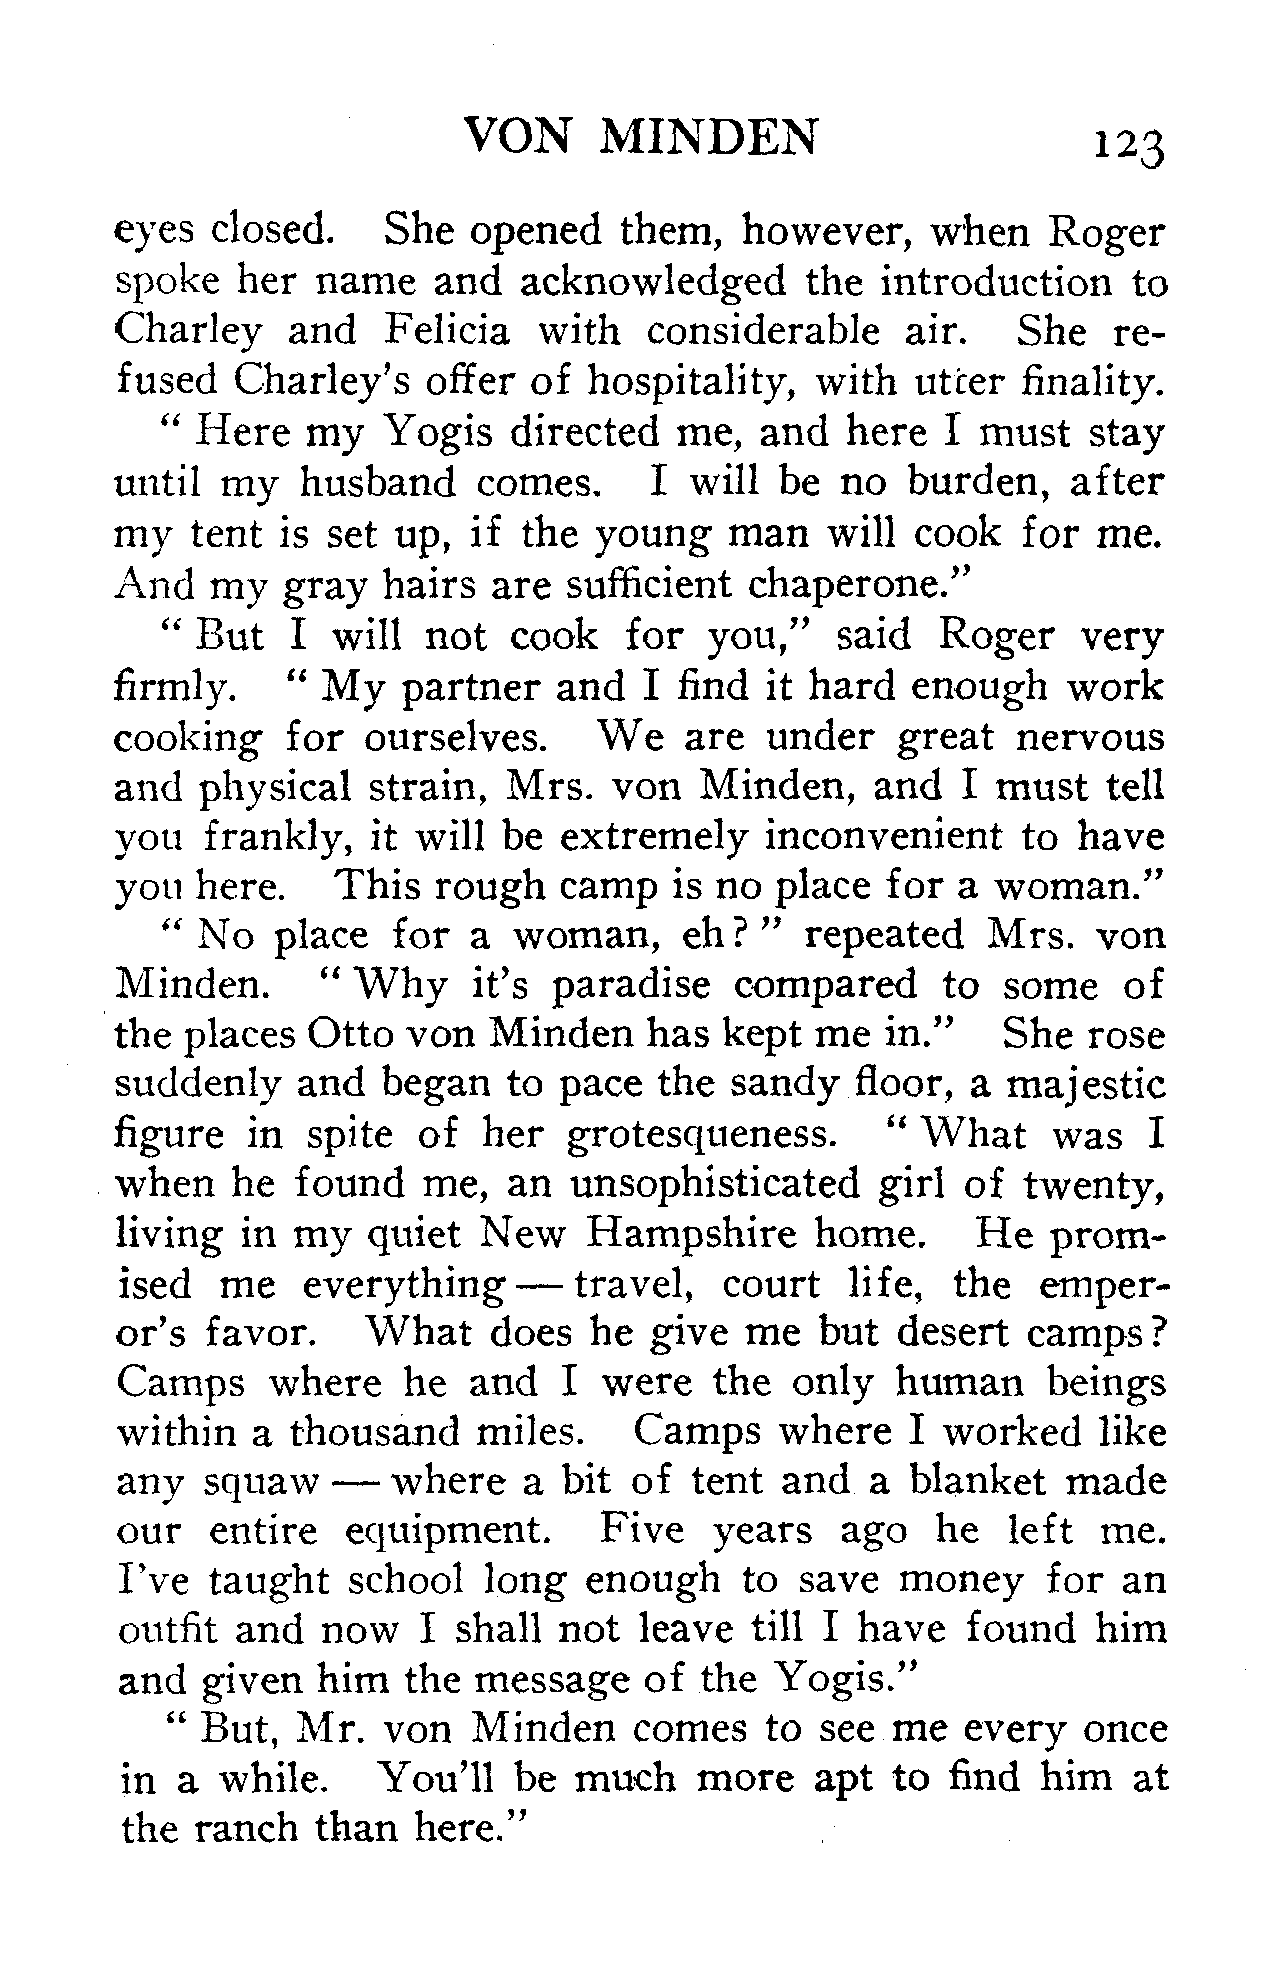 VON MINDEN 123
eyes closed. She opened them, however, when Roger
spoke her name and acknowledged the introduction to
Charley and Felicia with considerable air. She re-
fused Charley's offer of hospitality, with utter finality.
" Here my Yogis directed me, and here I must stay
until my husband comes. I will be no burden, after
my tent is set up, if the young man will cook for me.
And my gray hairs are sufficient chaperone."
" But I will not cook for you," said Roger very
firmly. " My partner and I find it hard enough work
cooking for ourselves. We are under great nervous
and physical strain, Mrs. von Minden, and I must tell
you frankly, it will be extremely inconvenient to have
you here. This rough camp is no place for a woman."
" No place for a woman, eh? " repeated Mrs. von
Minden. " Why it's paradise compared to some of
the places Otto von Minden has kept me in." She rose
suddenly and began to pace the sandy floor, a majestic
figure in spite of her grotesqueness. " What was I
when he found me, an unsophisticated girl of twenty,
living in my quiet New Hampshire home. He prom-
ised me everything — travel, court life, the emper-
or's favor. What does he give me but desert camps?
Camps where he and I were the only human beings
within a thousand miles. Camps where I worked like
any squaw — where a bit of tent and a blanket made
our entire equipment. Five years ago he left me.
I've taught school long enough to save money for an
outfit and now I shall not leave till I have found him
and given him the message of the Yogis."
" But, Mr. von Minden comes to see me every once
in a while. You'll be much more apt to find him at
the ranch than here."